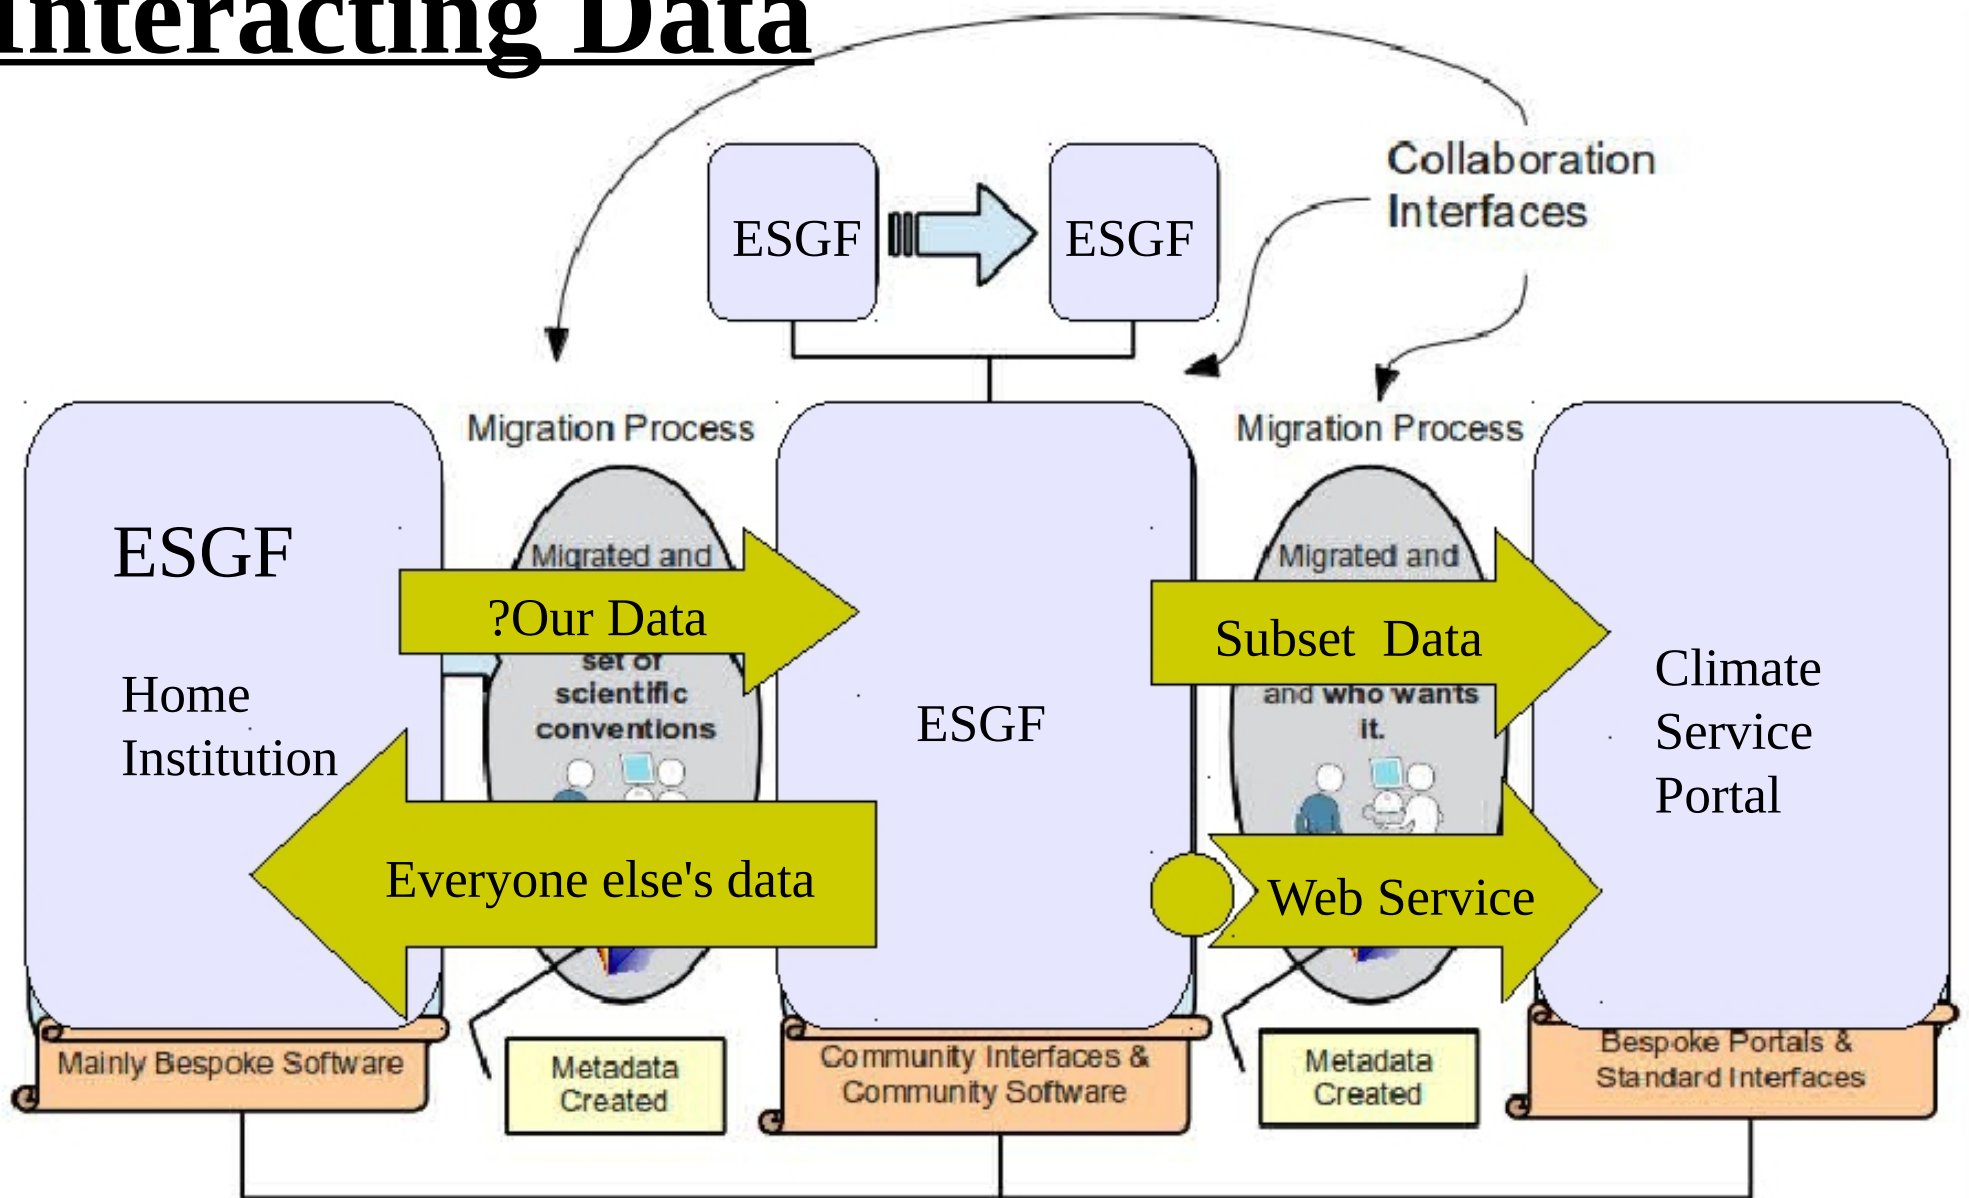 Interacting Data
Collaboration
Interfaces
ESGF
ESGF
Migration Process
Migration Process
ESGF
Home
Institution
Migrated and
?Our Data
set of
scientific
conventions
Everyone else's data
ESGF
Migrated and
Subset  Data
and who wants
it.
Web Service
Climate
Service
Portal
Mainly Bespoke Software
Metadata
Created
Community Interfaces &
Community Software
Metadata
Created
Bespoke Portals &
Standard Interfaces